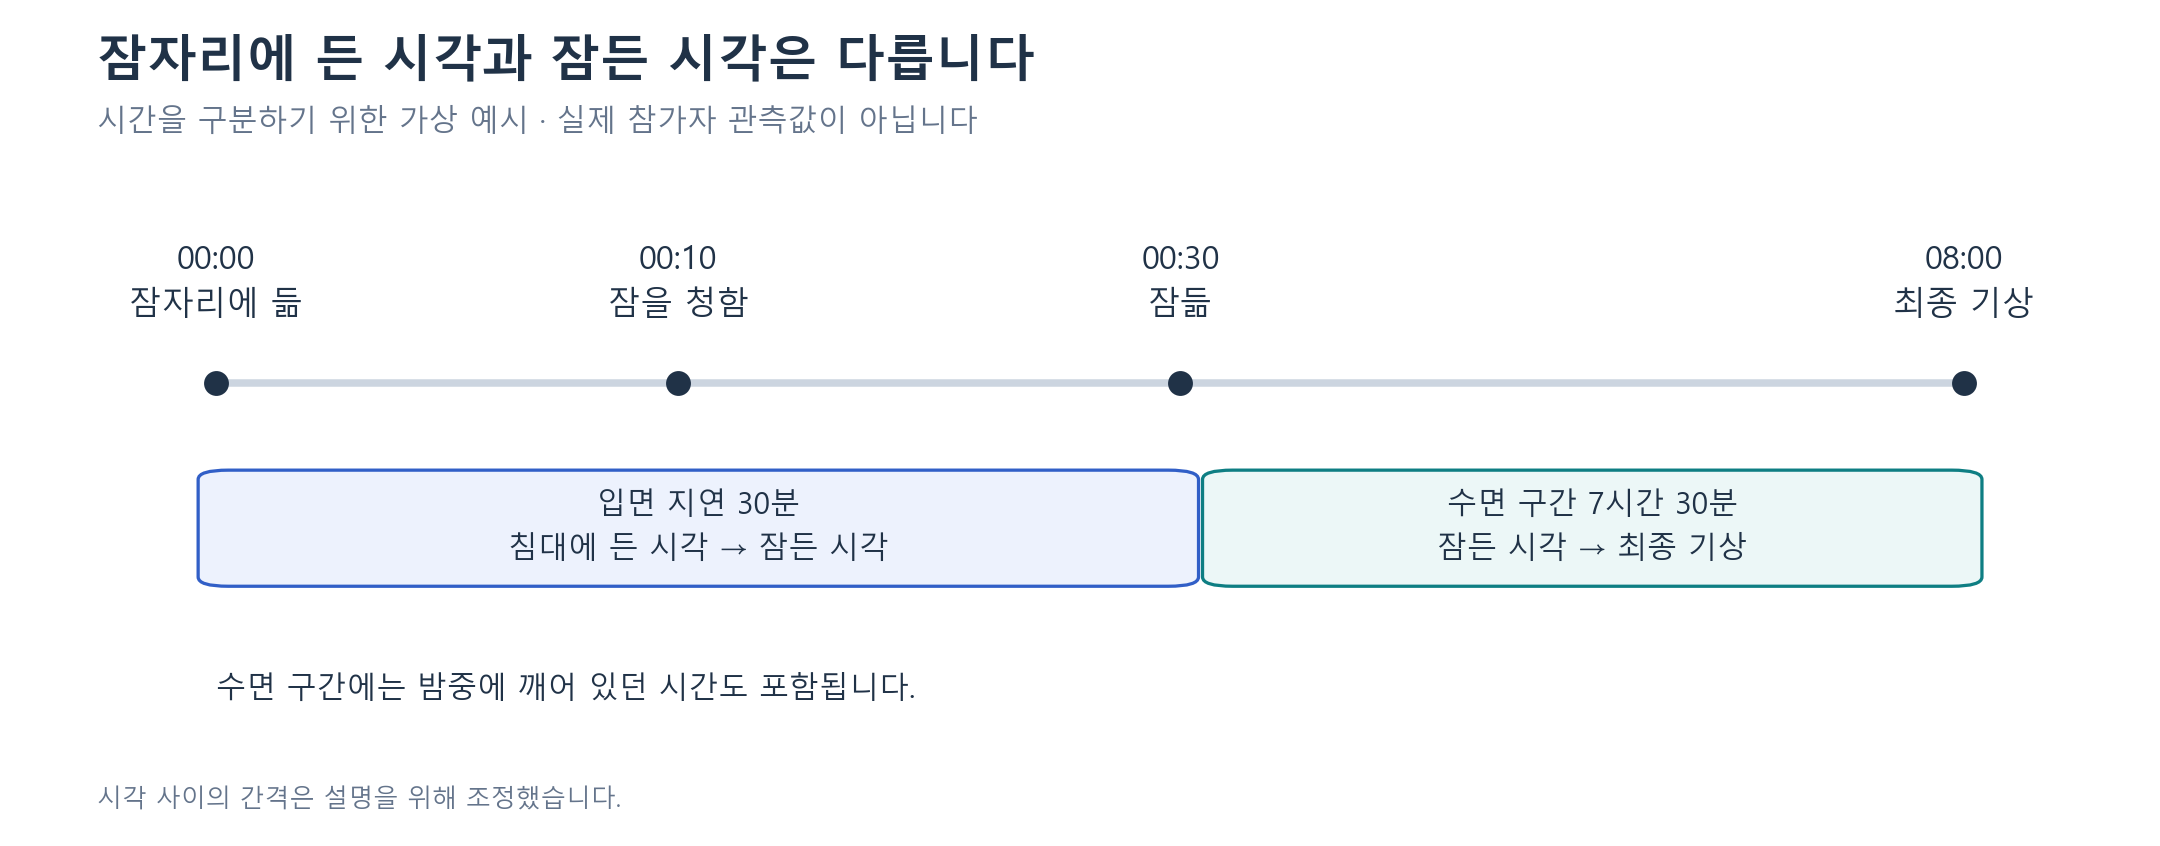 잠자리에 든 시각과 잠든 시각은 다릅니다
시간을 구분하기 위한 가상 예시 · 실제 참가자 관측값이 아닙니다
00:00
잠자리에 듦
00:10
잠을 청함
00:30
잠듦
08:00
최종 기상
입면 지연 30분
침대에 든 시각 → 잠든 시각
수면 구간 7시간 30분
잠든 시각 → 최종 기상
수면 구간에는 밤중에 깨어 있던 시간도 포함됩니다.
시각 사이의 간격은 설명을 위해 조정했습니다.